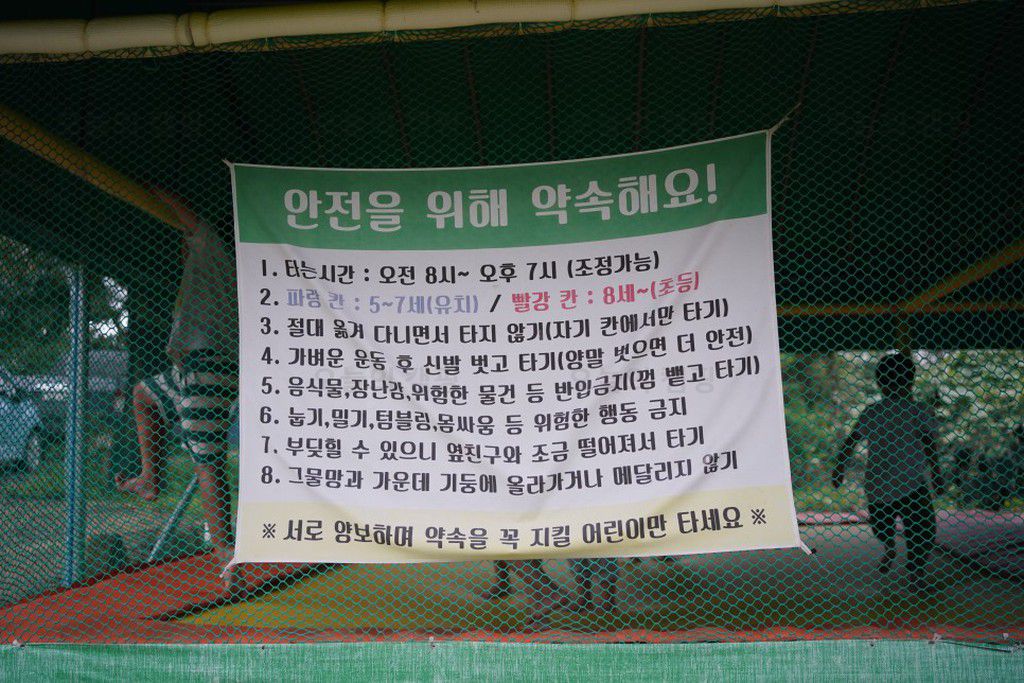 안전을 위해 약속해요!
1. 타는시간 : 오전 8시~ 오후 7시 (조정가능)
2. 파랑 칸 : 5~7세(유치) / 빨강 칸 : 8세~(초등)
3. 절대 옮겨 다니면서 타지 않기(자기 칸에서만 타기)
4. 가벼운 운동 후 신발 벗고 타기(양말 벗으면 더 안전)
5. 음식물,장난감,위험한 물건 등 반입금지(껌 뱉고 타기)
6. 눕기,밀기,텀블링,몸싸움 등 위험한 행동 금지
7. 부딪힐 수 있으니 옆친구와 조금 떨어져서 타기
8. 그물망과 가운데 기둥에 올라가거나 메달리지 않기
※ 서로 양보하며 약속을 꼭 지킬 어린이만 타세요 ※